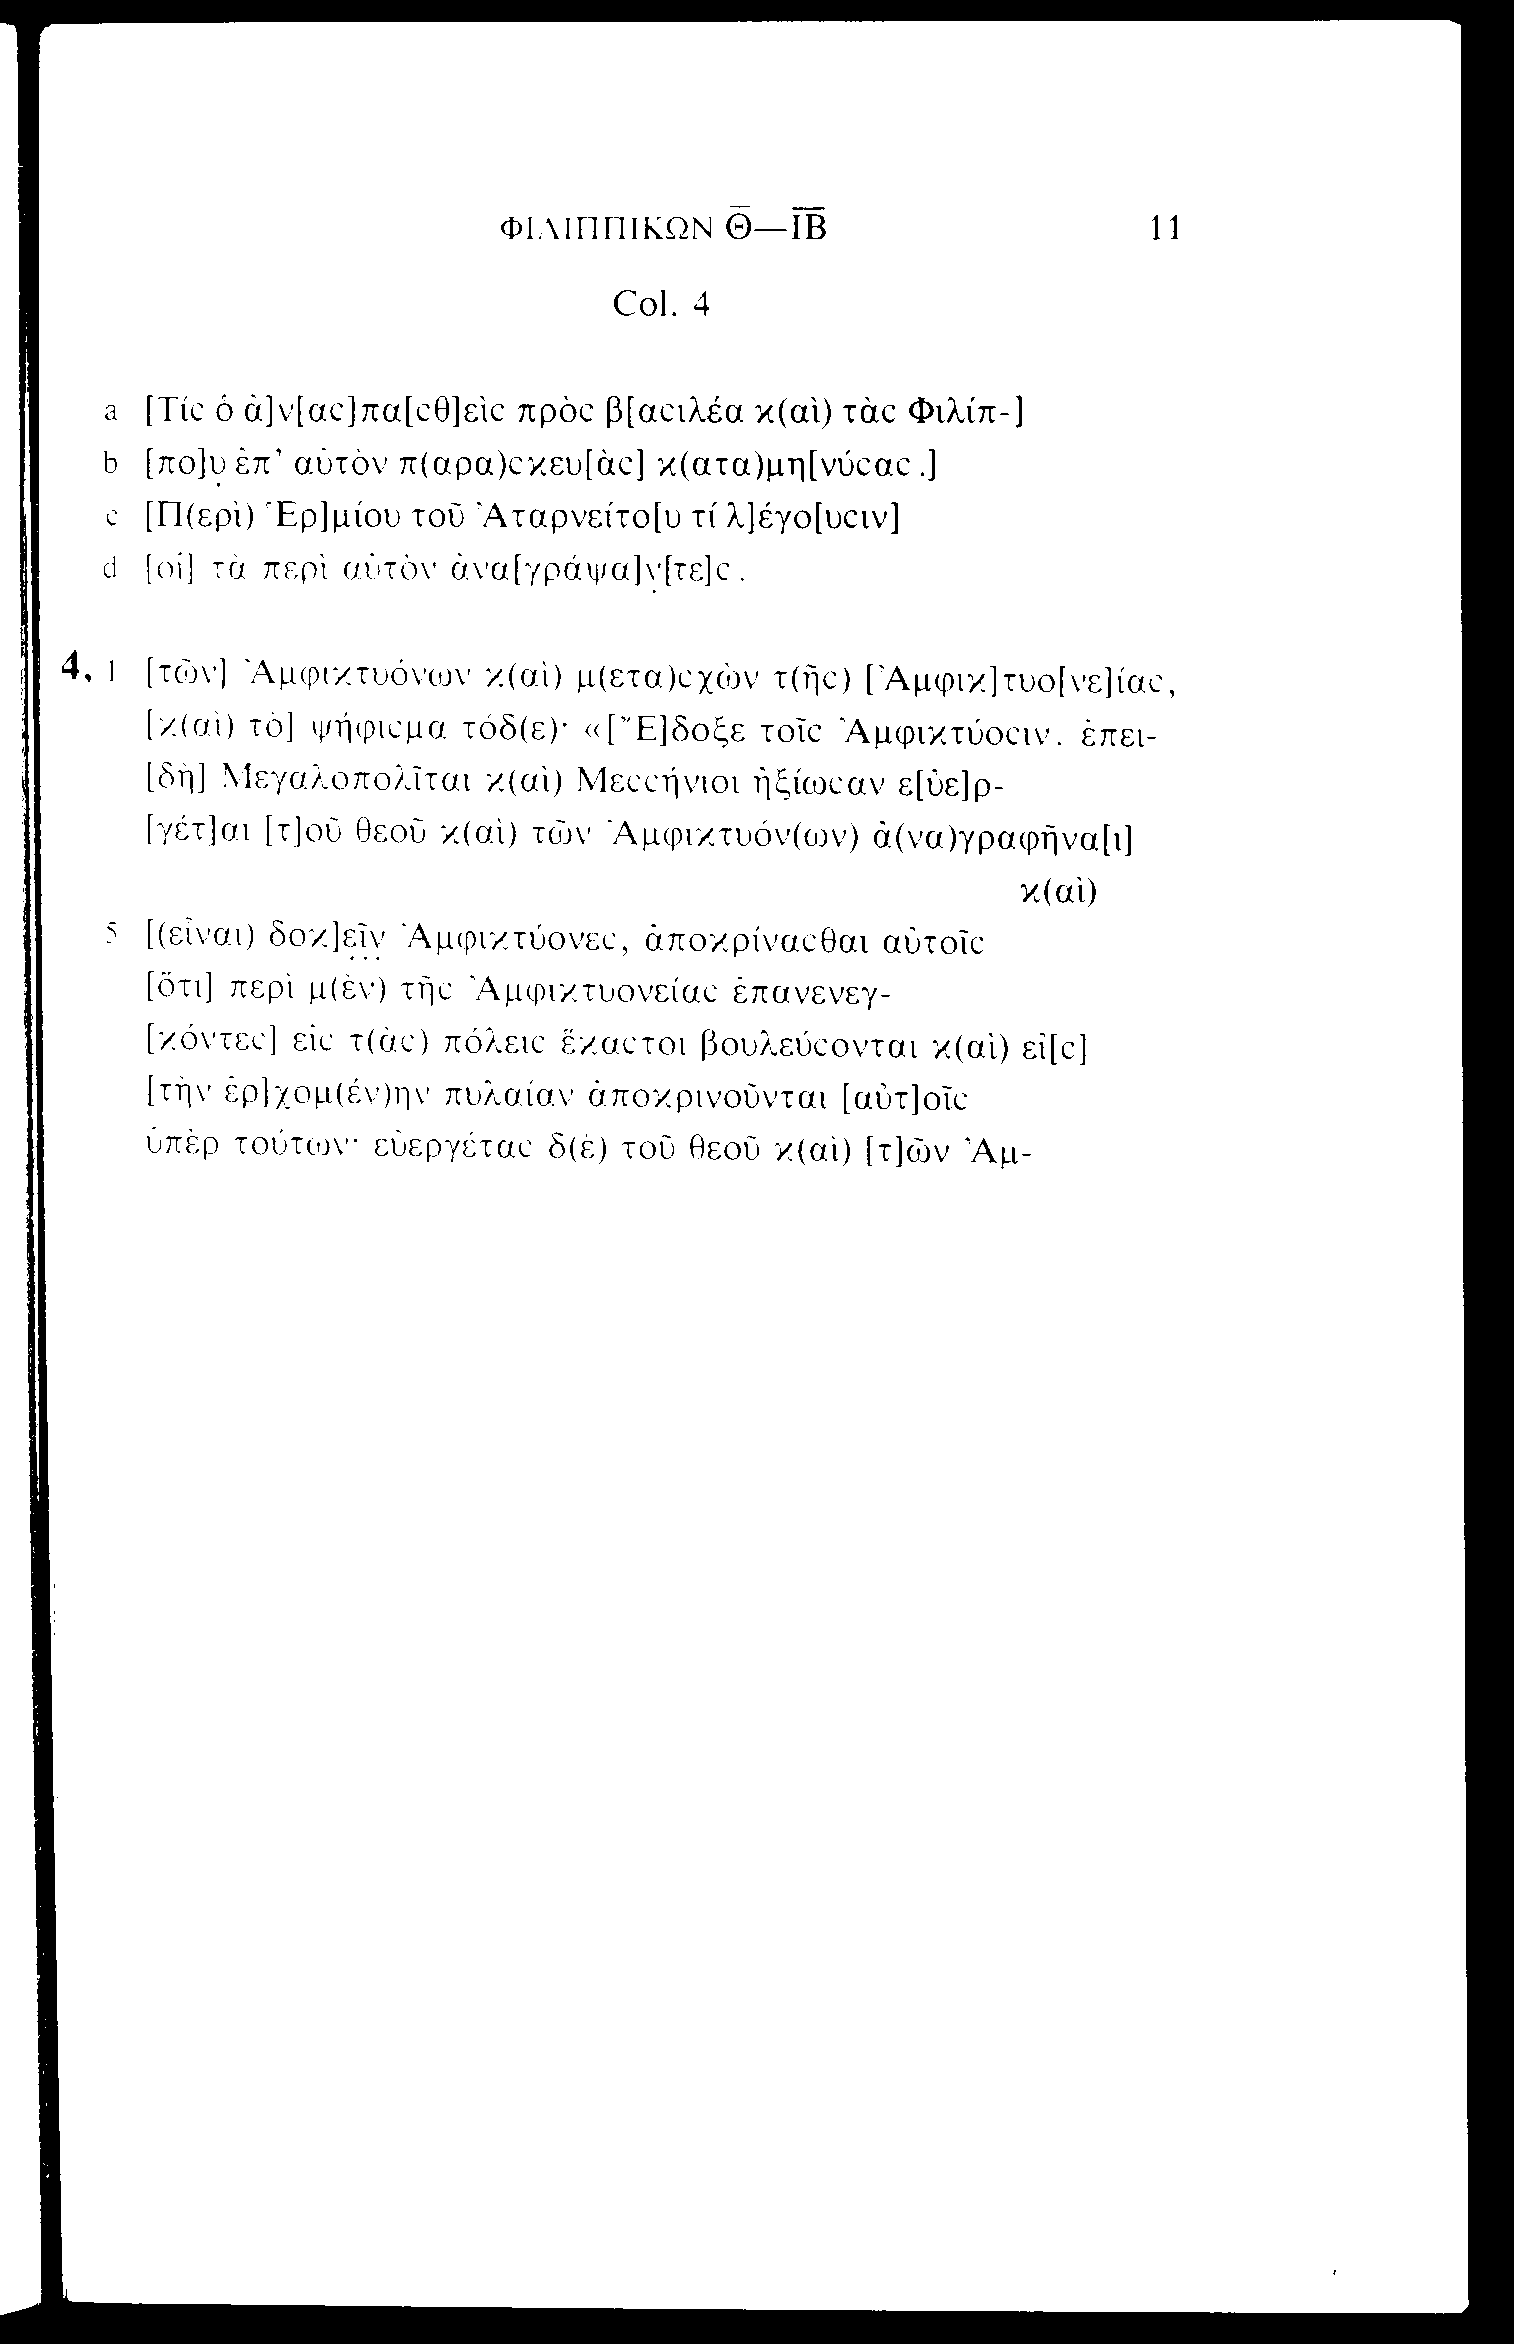 ΦΙΛΙΠΠΙΚΩΝ Θ̅—Ι̅Β̅ 11
Col. 4
a [Τίϲ ὁ ἀ]ν[αϲ]πα[ϲθ]εὶϲ πρὸϲ β[αϲιλέα κ(αὶ) τὰϲ Φιλίπ-]
b [πο]υ̣ ἐπ’ αὐτὸν π(αρα)ϲκευ[ὰϲ] κ(ατα)μη[νύϲαϲ.]
c [Π(ερὶ) Ἑρ]μίου τοῦ Ἀταρνείτο[υ τί λ]έγο[υϲιν]
d [οἱ] τὰ περὶ αὐτὸν ἀνα[γράψα]ν̣[τε]ϲ.
4, 1 [τῶν] Ἀμφικτυόνων κ(αὶ) μ(ετα)ϲχὼν τ(ῆϲ) [Ἀμφικ]τυο[νε]ίαϲ,
[κ(αὶ) τὸ] ψήφιϲμα τόδ(ε)· «[Ἔ]δοξε τοῖϲ Ἀμφικτύοϲιν. ἐπει-
[δὴ] Μεγαλοπολῖται κ(αὶ) Μεϲϲήνιοι ἠξίωϲαν ε[ὐε]ρ-
[γέτ]αι [τ]οῦ θεοῦ κ(αὶ) τῶν Ἀμφικτυόν(ων) ἀ(να)γραφῆνα[ι]
κ(αὶ)
5 [(εἶναι) δοκ]ε̣ῖ̣ν̣ Ἀμφικτύονεϲ, ἀποκρίναϲθαι αὐτοῖϲ
[ὅτι] περὶ μ(ὲν) τῆϲ Ἀμφικτυονείαϲ ἐπανενεγ-
[κόντεϲ] εἰϲ τ(ὰϲ) πόλειϲ ἕκαϲτοι βουλεύϲονται κ(αὶ) εἰ[ϲ]
[τὴν ἐρ]χομ(έν)ην πυλαίαν ἀποκρινοῦνται [αὐτ]οῖϲ
ὑπὲρ τούτων· εὐεργέταϲ δ(ὲ) τοῦ θεοῦ κ(αὶ) [τ]ῶν Ἀμ-